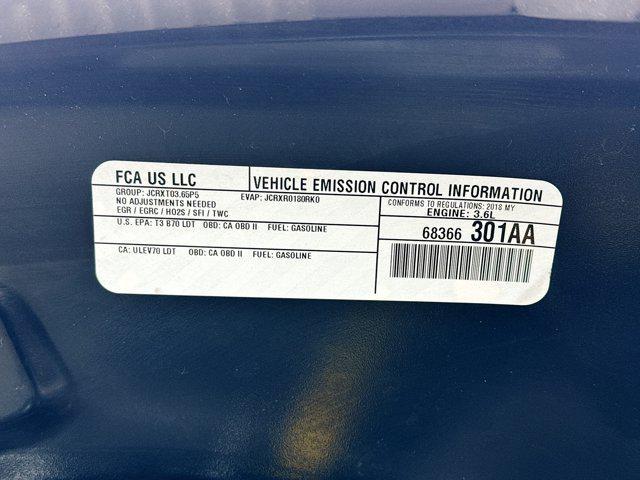 FCA US LLC
VEHICLE EMISSION CONTROL INFORMATION
GROUP: JCRXT03.65P5 EVAP: JCRXR0180RK0
NO ADJUSTMENTS NEEDED
EGR / EGRC / HO2S / SFI / TWC
CONFORMS TO REGULATIONS: 2018 MY
ENGINE: 3.6L
U.S. EPA: T3 B70 LDT OBD: CA OBD II FUEL: GASOLINE
68366 301AA
CA: ULEV70 LDT OBD: CA OBD II FUEL: GASOLINE